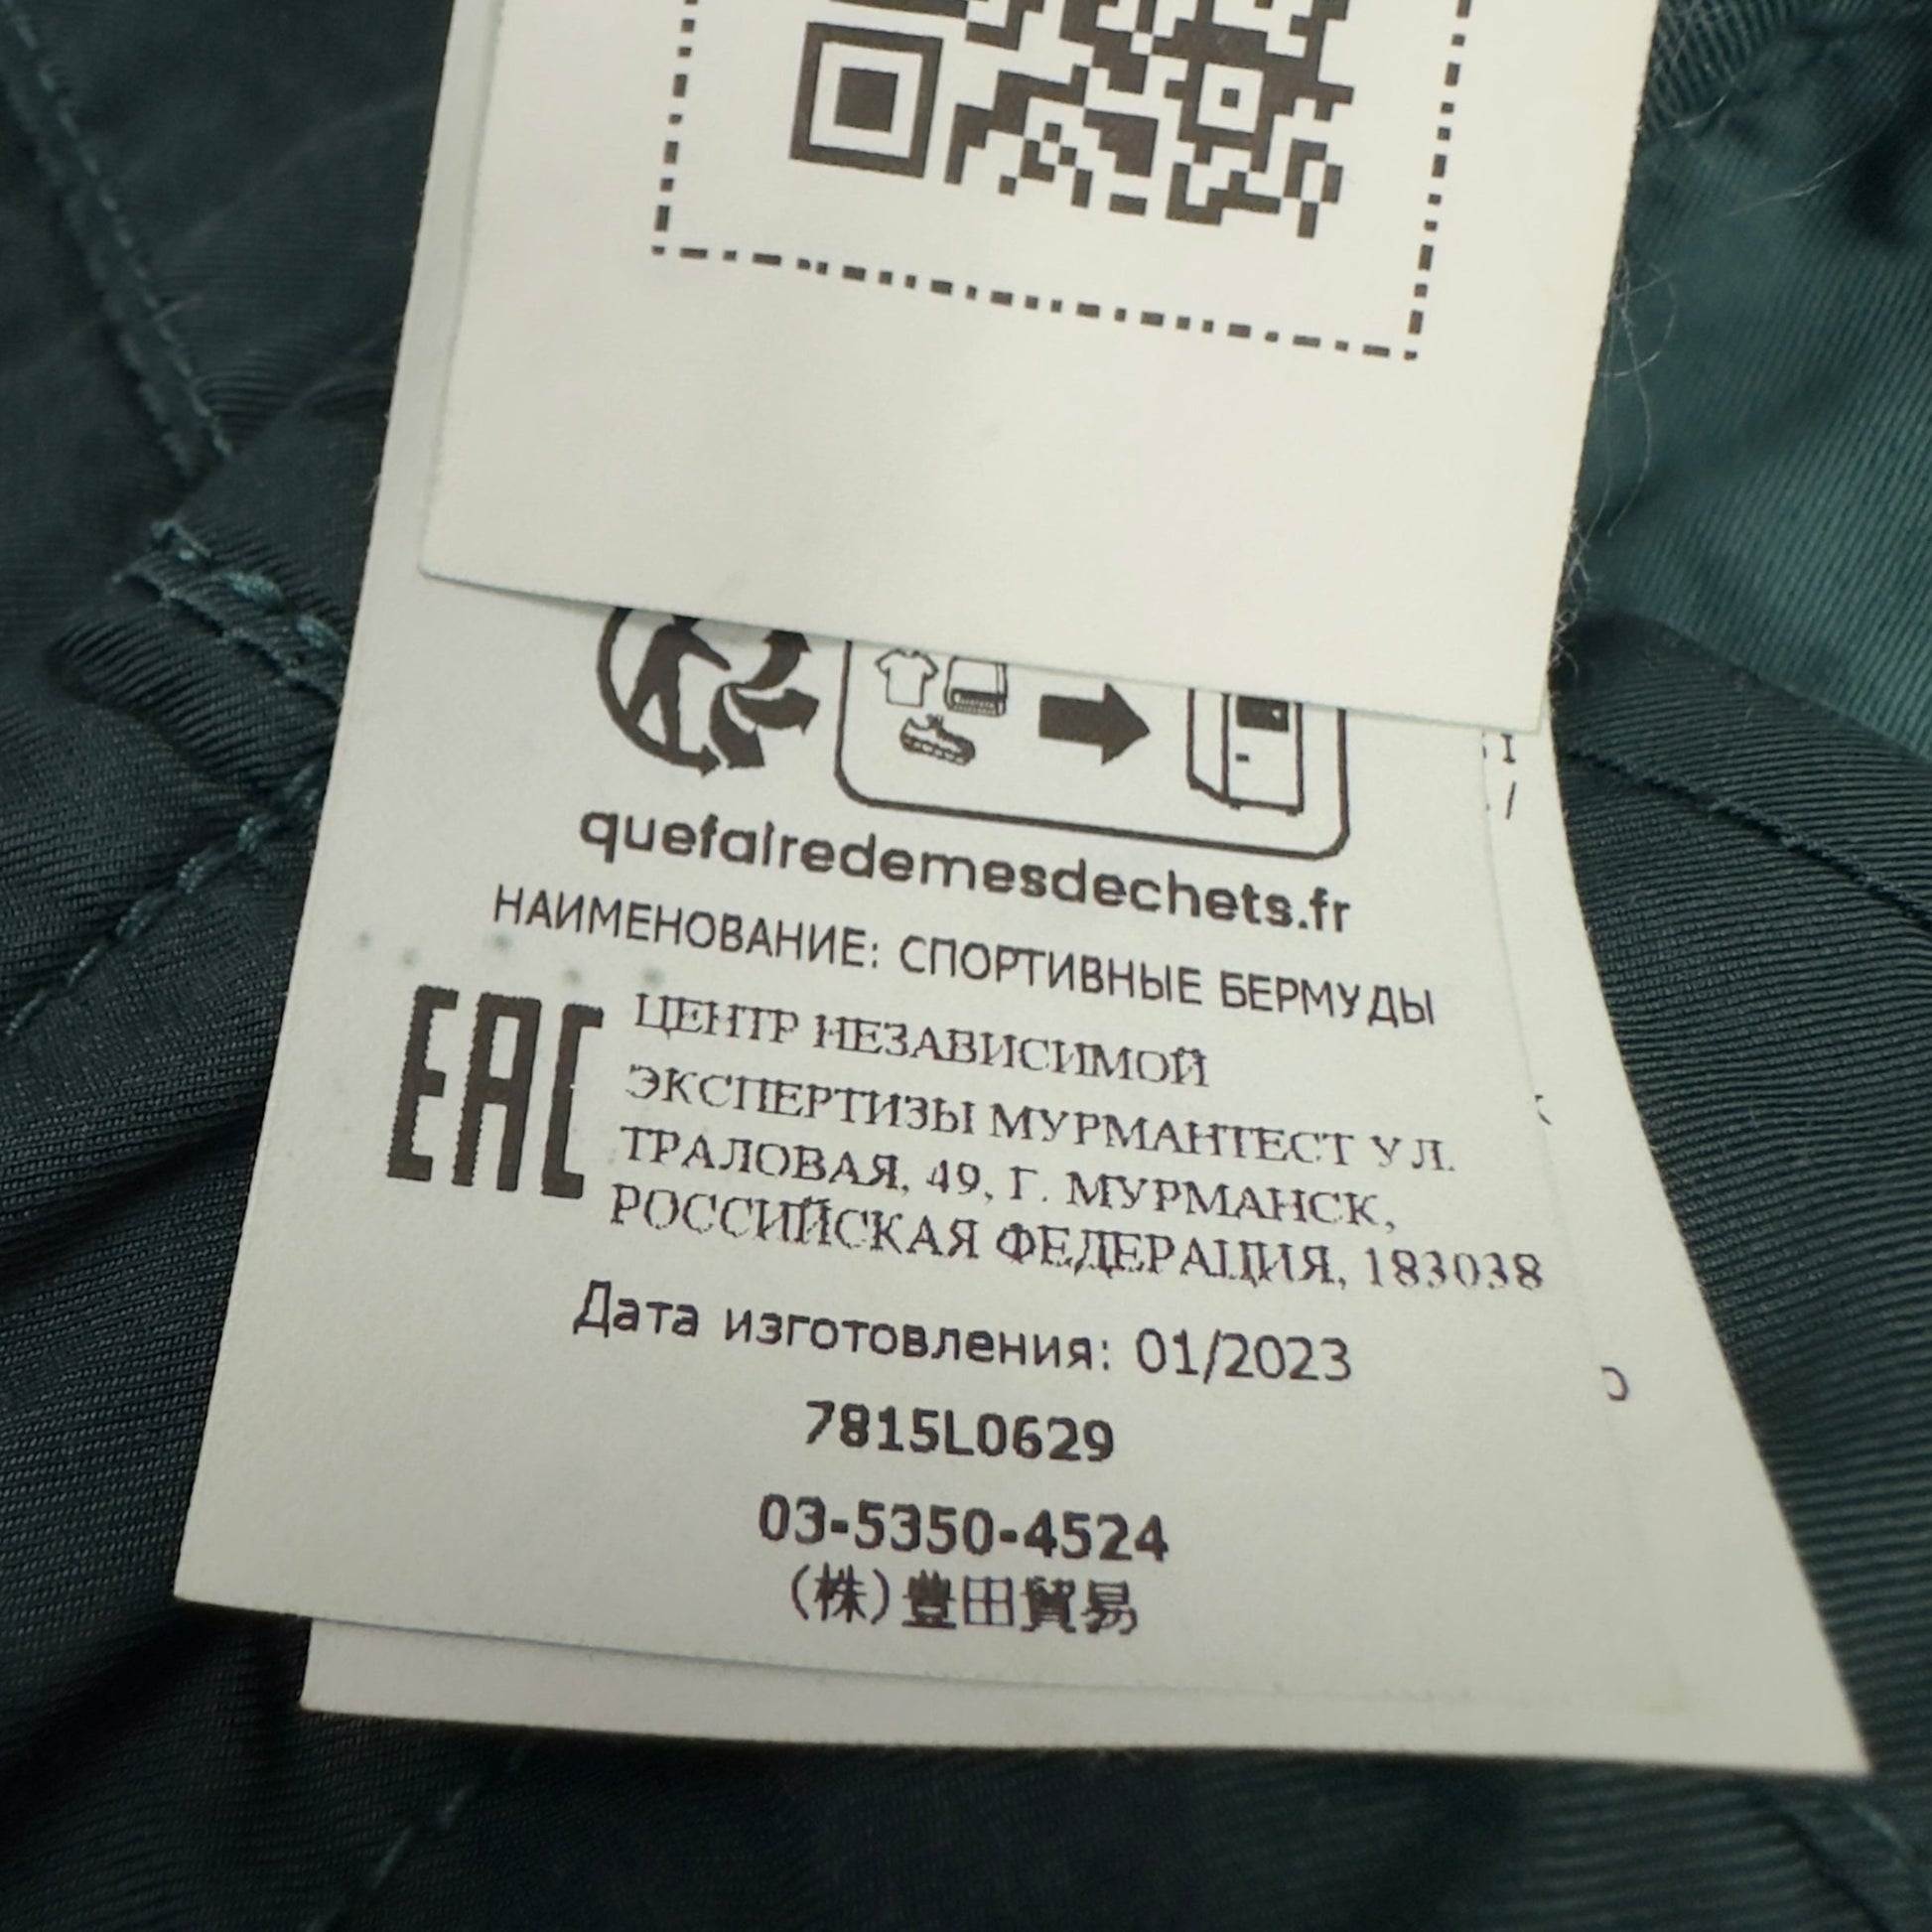 quefairedemesdechets.fr
НАИМЕНОВАНИЕ: СПОРТИВНЫЕ БЕРМУДЫ
EAC
ЦЕНТР НЕЗАВИСИМОЙ
ЭКСПЕРТИЗЫ МУРМАНТЕСТ УЛ.
ТРАЛОВАЯ, 49, Г. МУРМАНСК,
РОССИЙСКАЯ ФЕДЕРАЦИЯ, 183038
Дата изготовления: 01/2023
7815L0629
03-5350-4524
(株)豊田貿易